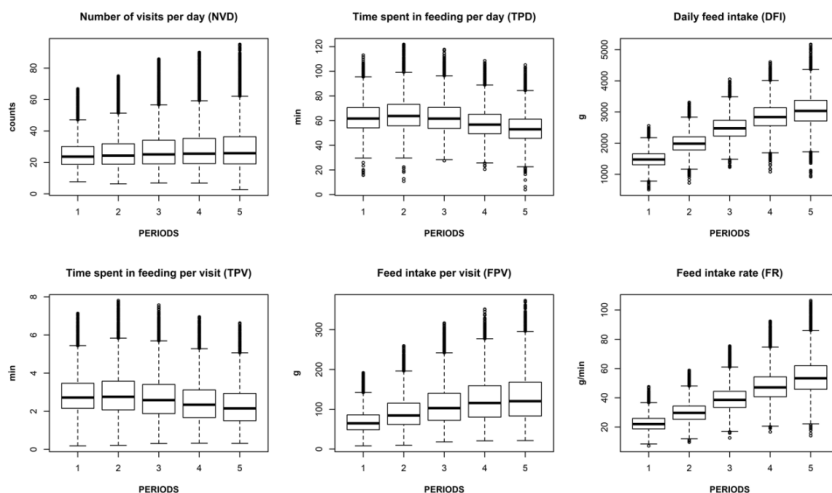 Number of visits per day (NVD)
counts
0 20 40 60 80
1 2 3 4 5
PERIODS
Time spent in feeding per day (TPD)
min
0 20 40 60 80 100 120
1 2 3 4 5
PERIODS
Daily feed intake (DFI)
g
1000 2000 3000 4000 5000
1 2 3 4 5
PERIODS
Time spent in feeding per visit (TPV)
min
0 2 4 6 8
1 2 3 4 5
PERIODS
Feed intake per visit (FPV)
g
0 100 200 300
1 2 3 4 5
PERIODS
Feed intake rate (FR)
g/min
20 40 60 80 100
1 2 3 4 5
PERIODS